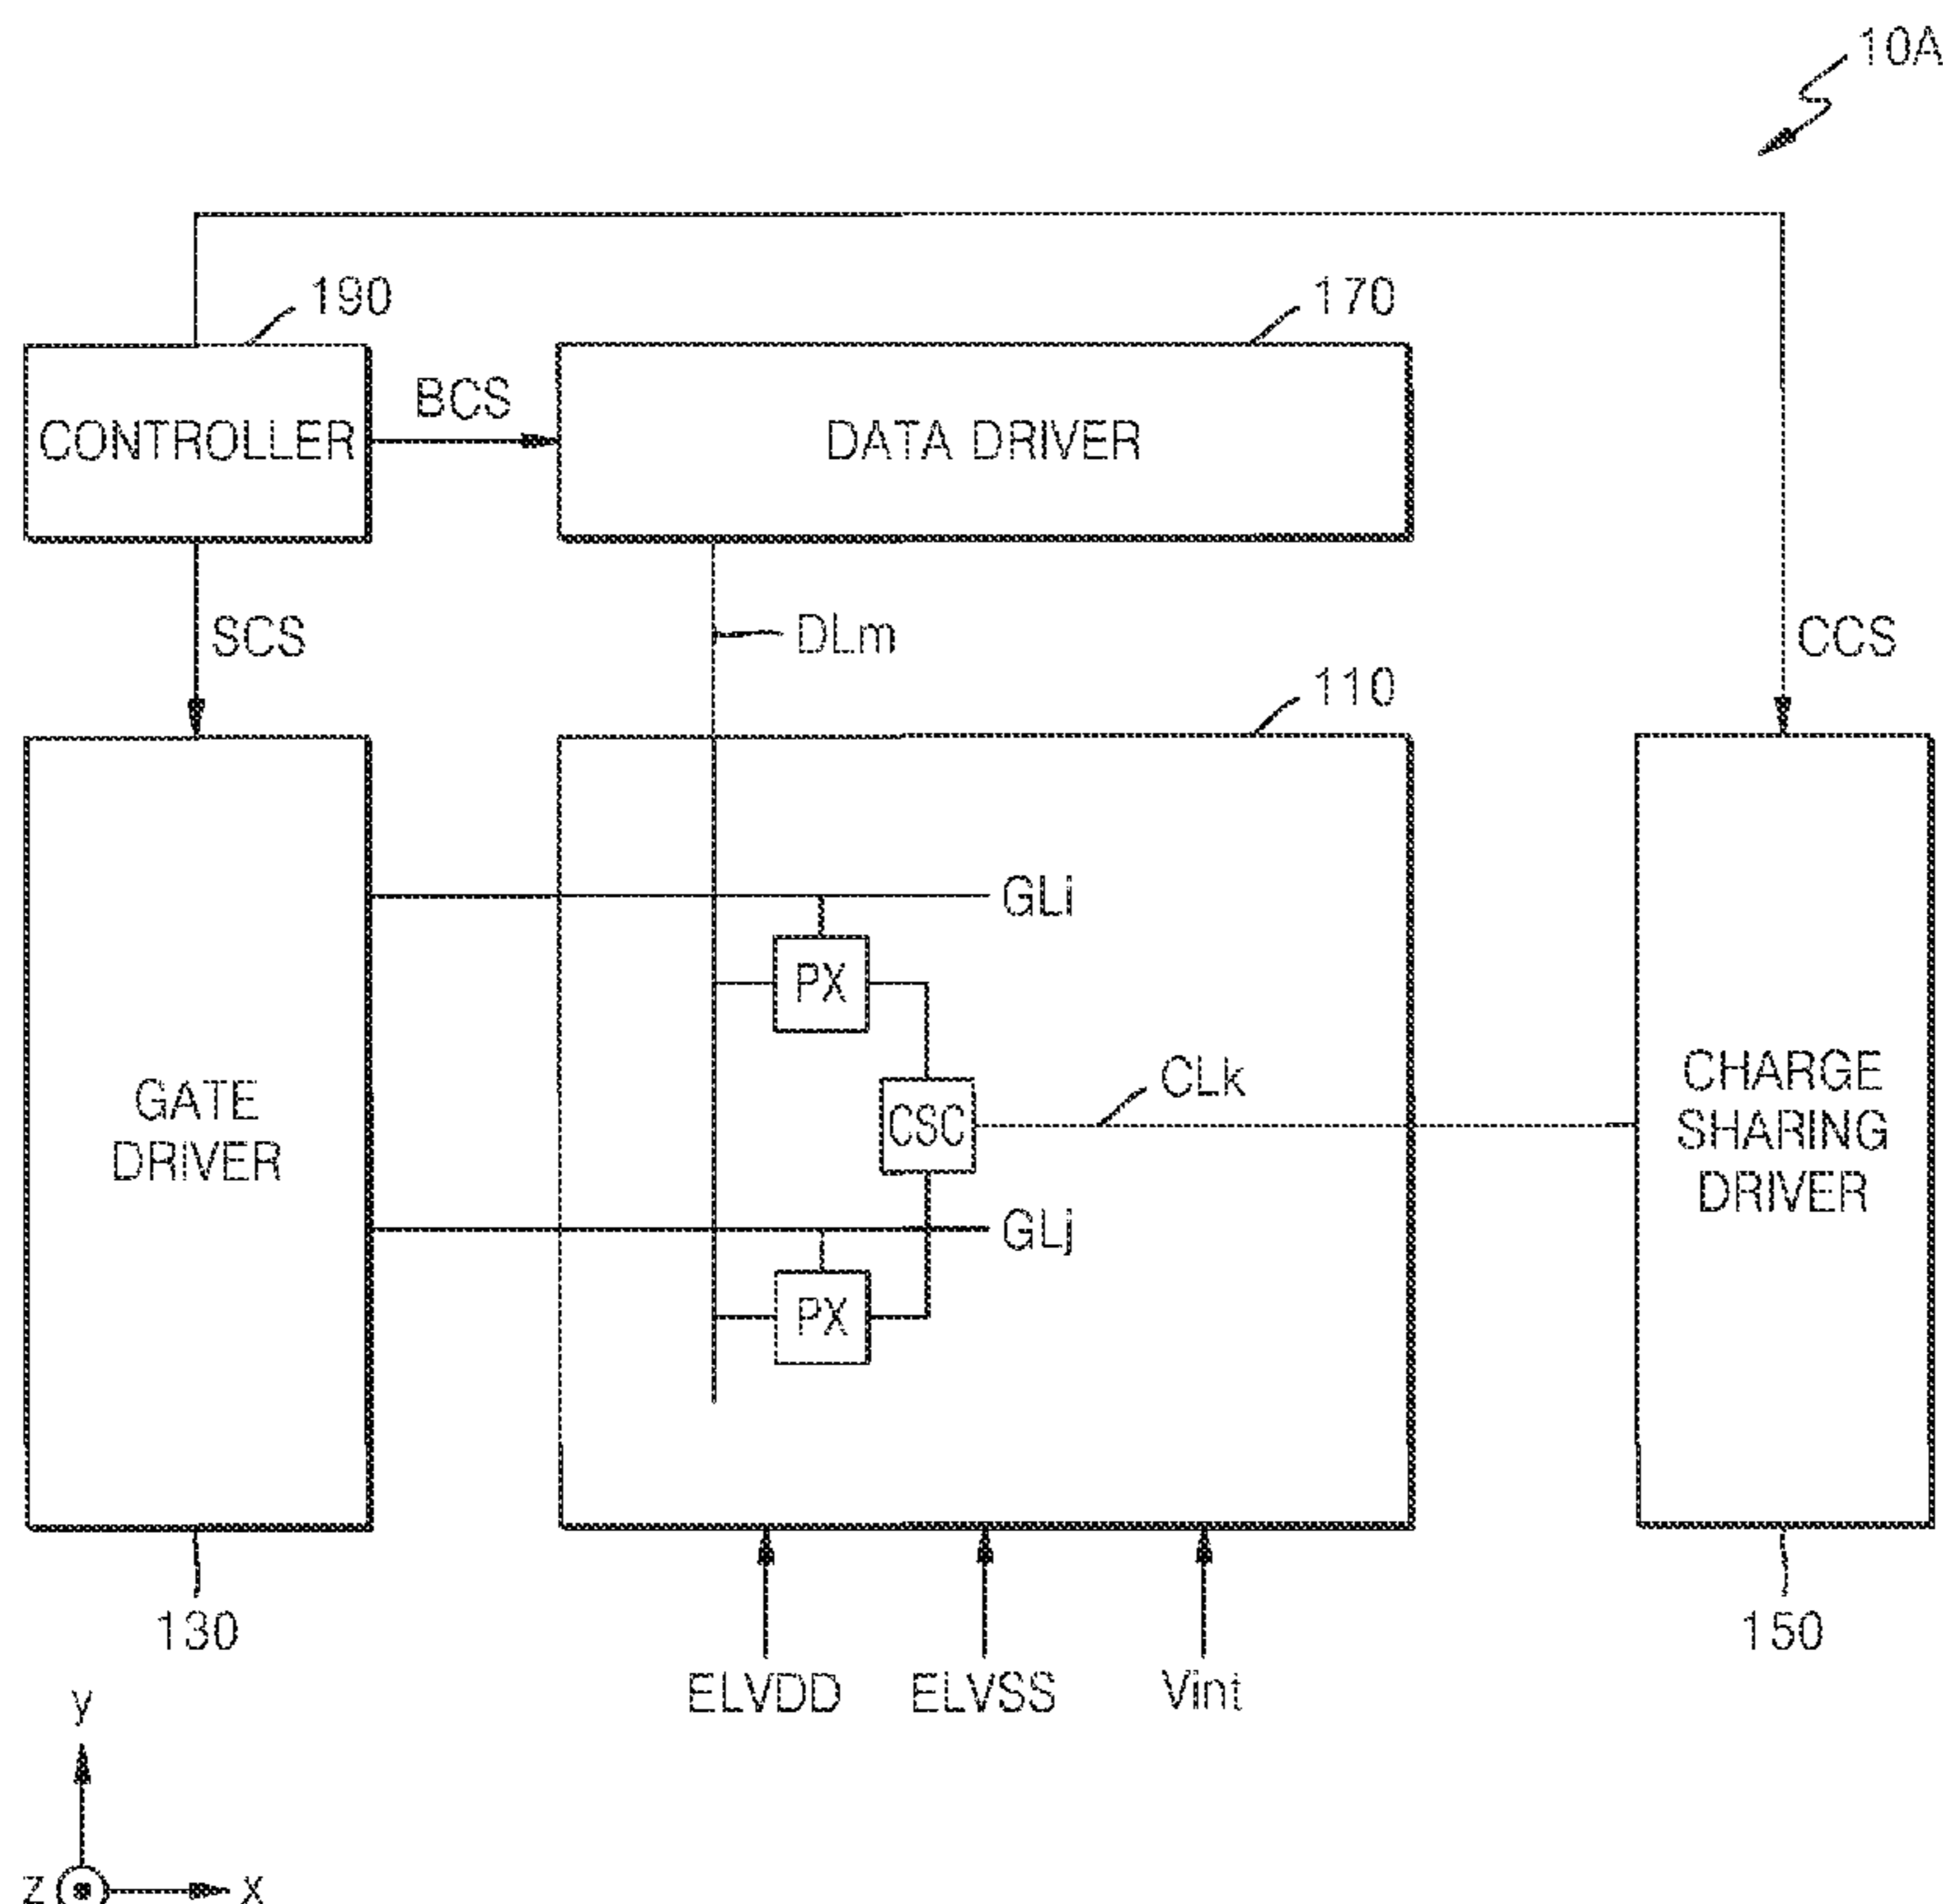 10A
190
170
CONTROLLER
BCS
DATA DRIVER
SCS
DLm
CCS
110
GLi
PX
CLk
CSC
GATE
DRIVER
CHARGE
SHARING
DRIVER
GLj
PX
130
150
ELVDD
ELVSS
Vint
y
z
x